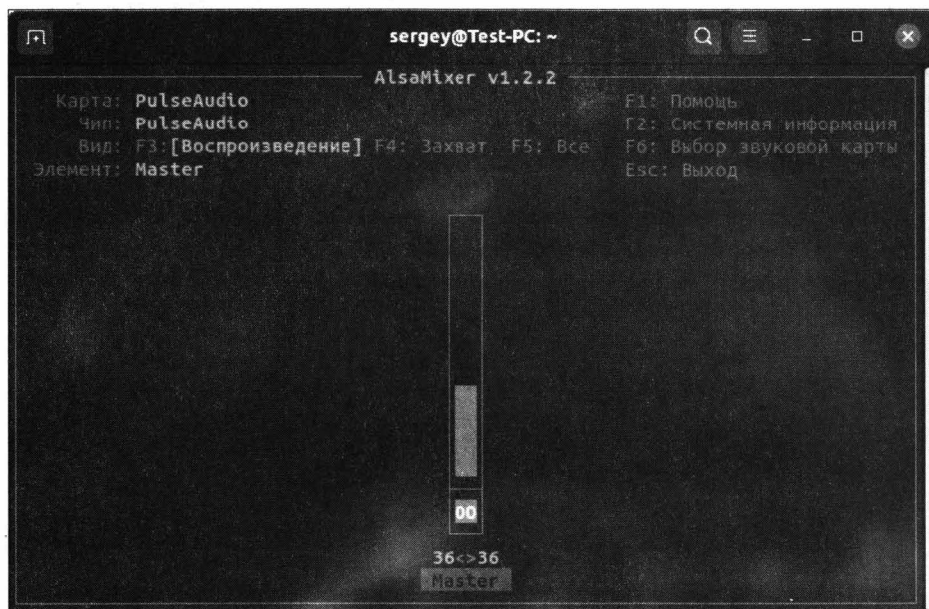 sergey@Test-PC: ~
AlsaMixer v1.2.2
Карта: PulseAudio F1: Помощь
Чип: PulseAudio F2: Системная информация
Вид: F3:[Воспроизведение] F4: Захват F5: Все F6: Выбор звуковой карты
Элемент: Master Esc: Выход
00
36<>36
Master